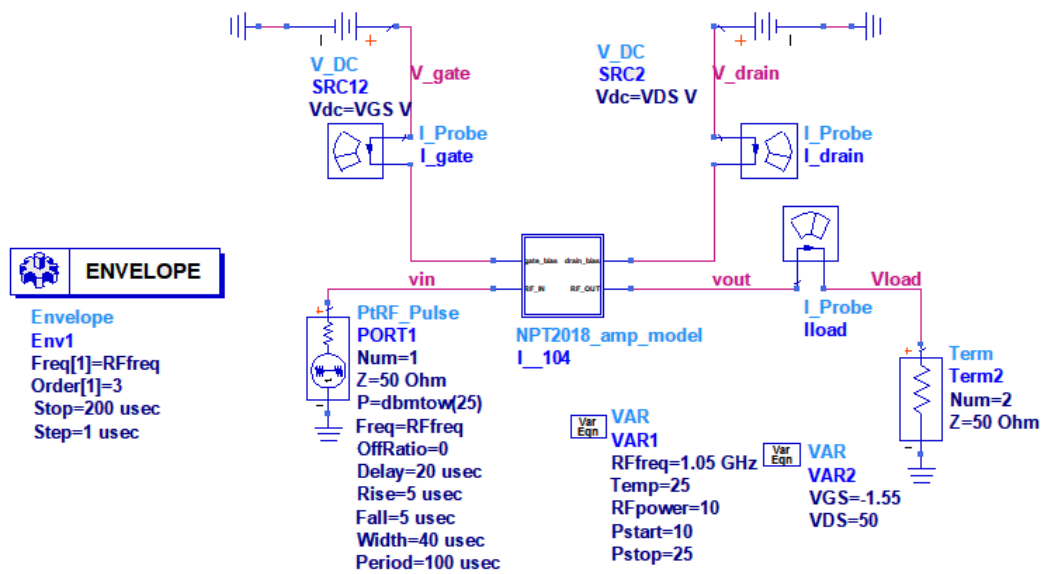 V_DC
SRC12
Vdc=VGS V
V_gate
I_Probe
I_gate
V_DC
SRC2
Vdc=VDS V
V_drain
I_Probe
I_drain
ENVELOPE
Envelope
Env1
Freq[1]=RFfreq
Order[1]=3
Stop=200 usec
Step=1 usec
vin
gate_bias
drain_bias
RF_IN
RF_OUT
NPT2018_amp_model
I__104
vout
I_Probe
Iload
Vload
PtRF_Pulse
PORT1
Num=1
Z=50 Ohm
P=dbmtow(25)
Freq=RFfreq
OffRatio=0
Delay=20 usec
Rise=5 usec
Fall=5 usec
Width=40 usec
Period=100 usec
Var
Eqn
VAR
VAR1
RFfreq=1.05 GHz
Temp=25
RFpower=10
Pstart=10
Pstop=25
Var
Eqn
VAR
VAR2
VGS=-1.55
VDS=50
Term
Term2
Num=2
Z=50 Ohm